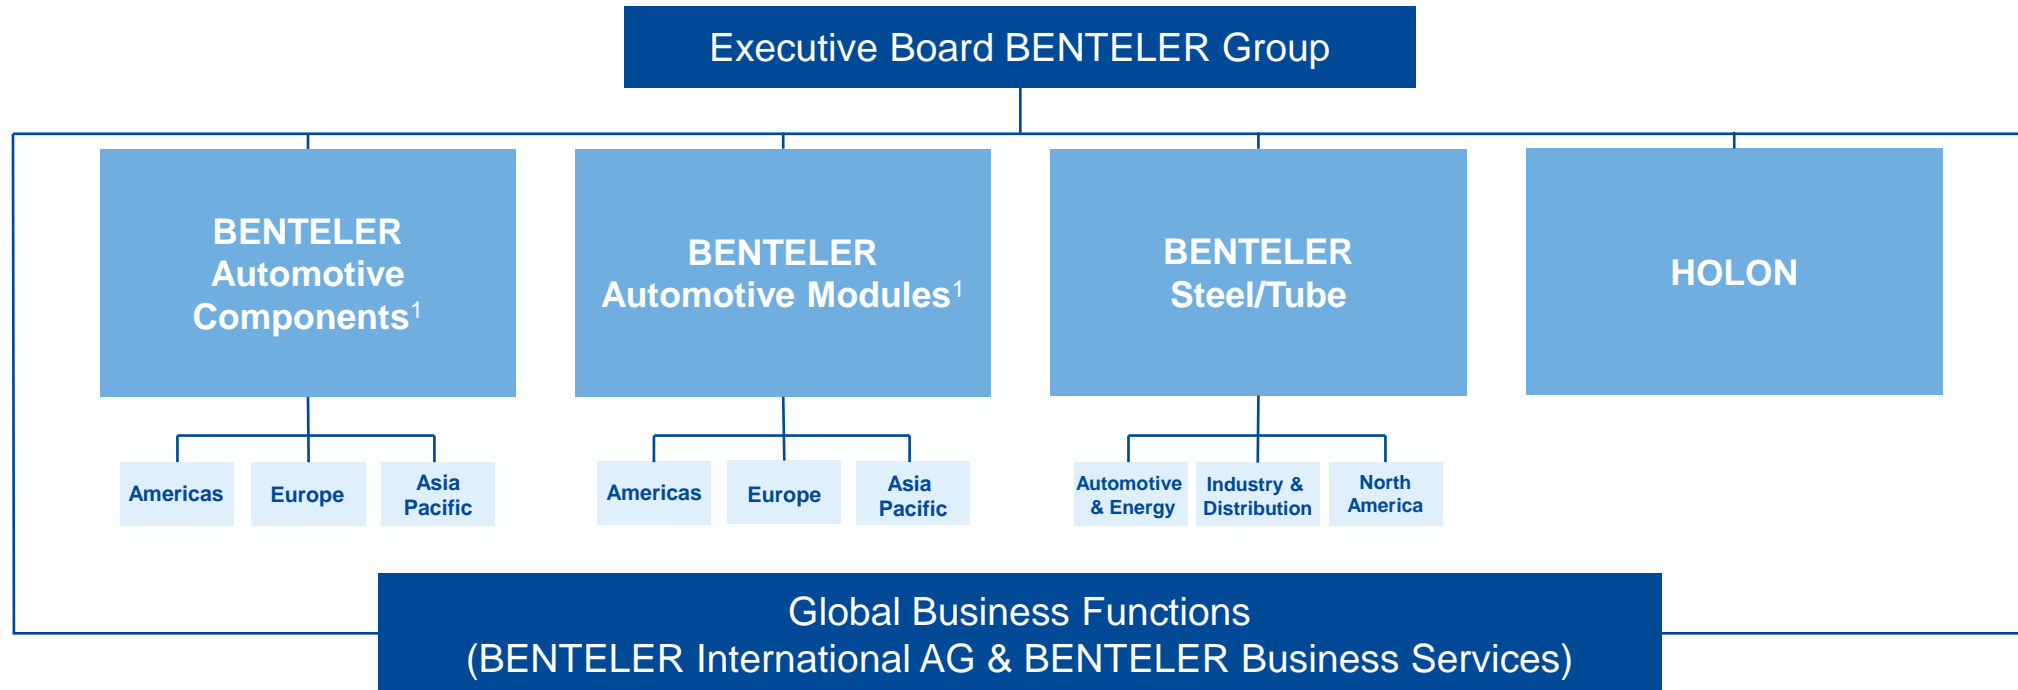 Executive Board BENTELER Group
BENTELER
Automotive
Components¹
BENTELER
Automotive Modules¹
BENTELER
Steel/Tube
HOLON
Americas
Europe
Asia
Pacific
Americas
Europe
Asia
Pacific
Automotive
& Energy
Industry &
Distribution
North
America
Global Business Functions
(BENTELER International AG & BENTELER Business Services)